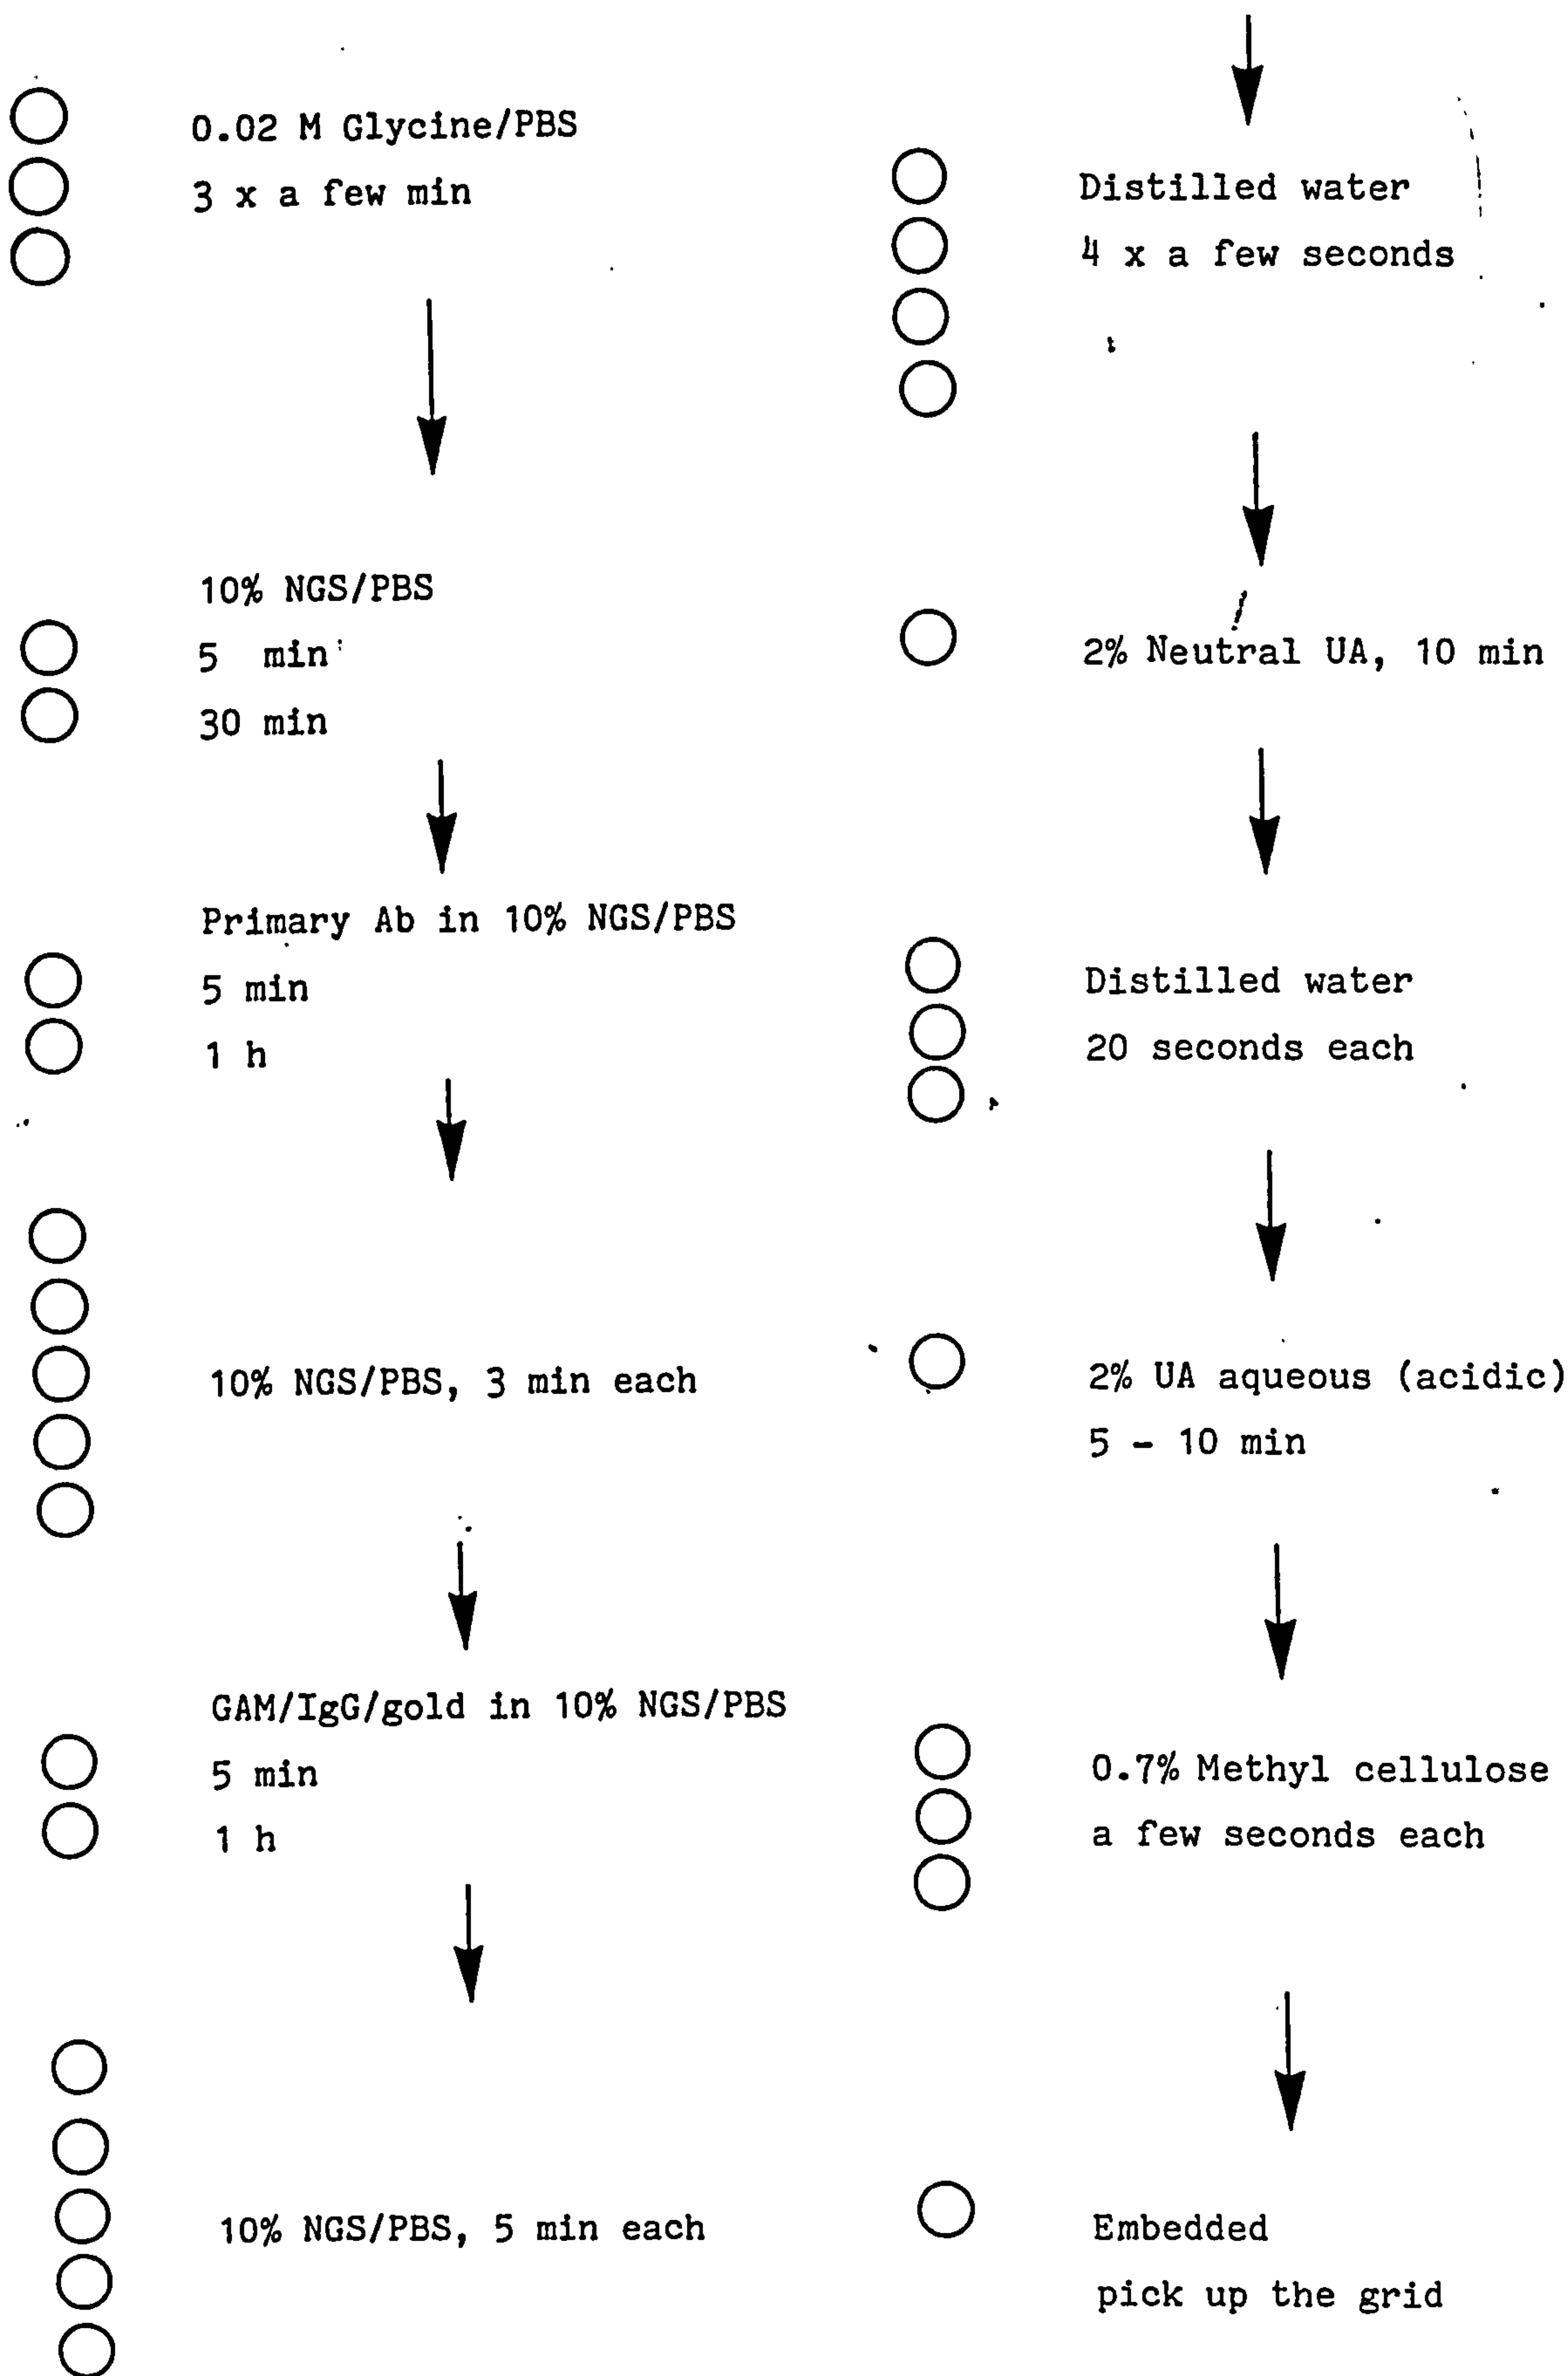 0.02 M Glycine/PBS
3 x a few min
10% NGS/PBS
5 min
30 min
Primary Ab in 10% NGS/PBS
5 min
1 h
10% NGS/PBS, 3 min each
GAM/IgG/gold in 10% NGS/PBS
5 min
1 h
10% NGS/PBS, 5 min each
Distilled water
4 x a few seconds
2% Neutral UA, 10 min
Distilled water
20 seconds each
2% UA aqueous (acidic)
5 - 10 min
0.7% Methyl cellulose
a few seconds each
Embedded
pick up the grid